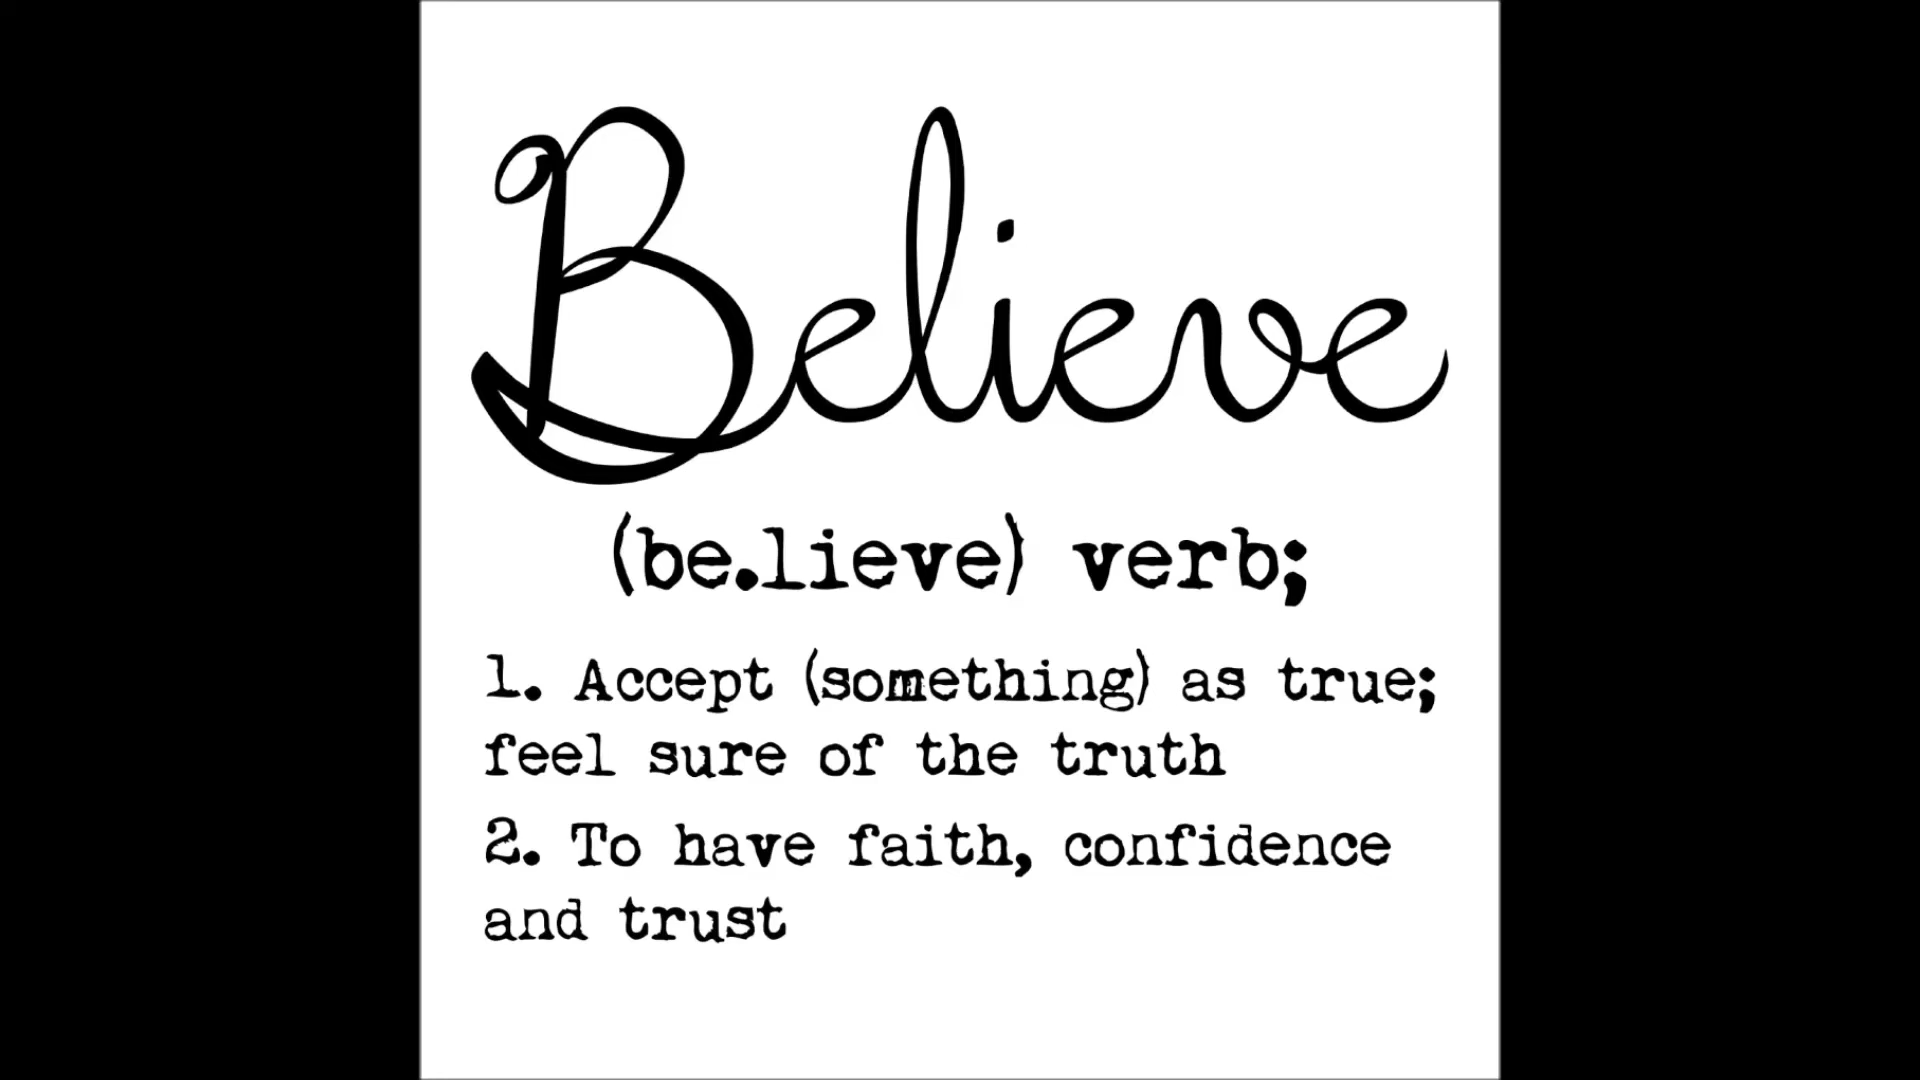 Believe
(be.lieve) verb;
1. Accept (something) as true;
feel sure of the truth
2. To have faith, confidence
and trust